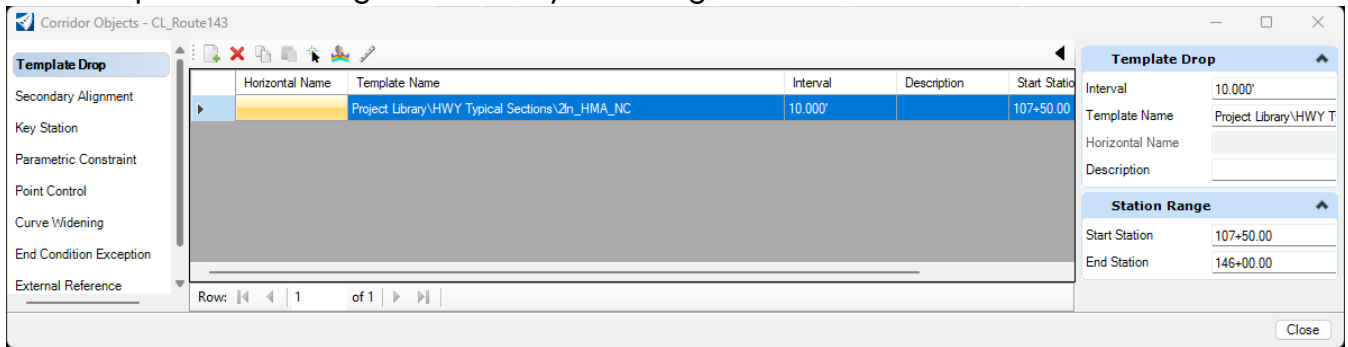 Corridor Objects - CL_Route143
Template Drop
Secondary Alignment
Key Station
Parametric Constraint
Point Control
Curve Widening
End Condition Exception
External Reference
Horizontal Name Template Name Interval Description Start Statio
Project Library\HWY Typical Sections\2ln_HMA_NC 10.000' 107+50.00
Row: 1 of 1
Template Drop
Interval 10.000'
Template Name Project Library\HWY T
Horizontal Name
Description
Station Range
Start Station 107+50.00
End Station 146+00.00
Close